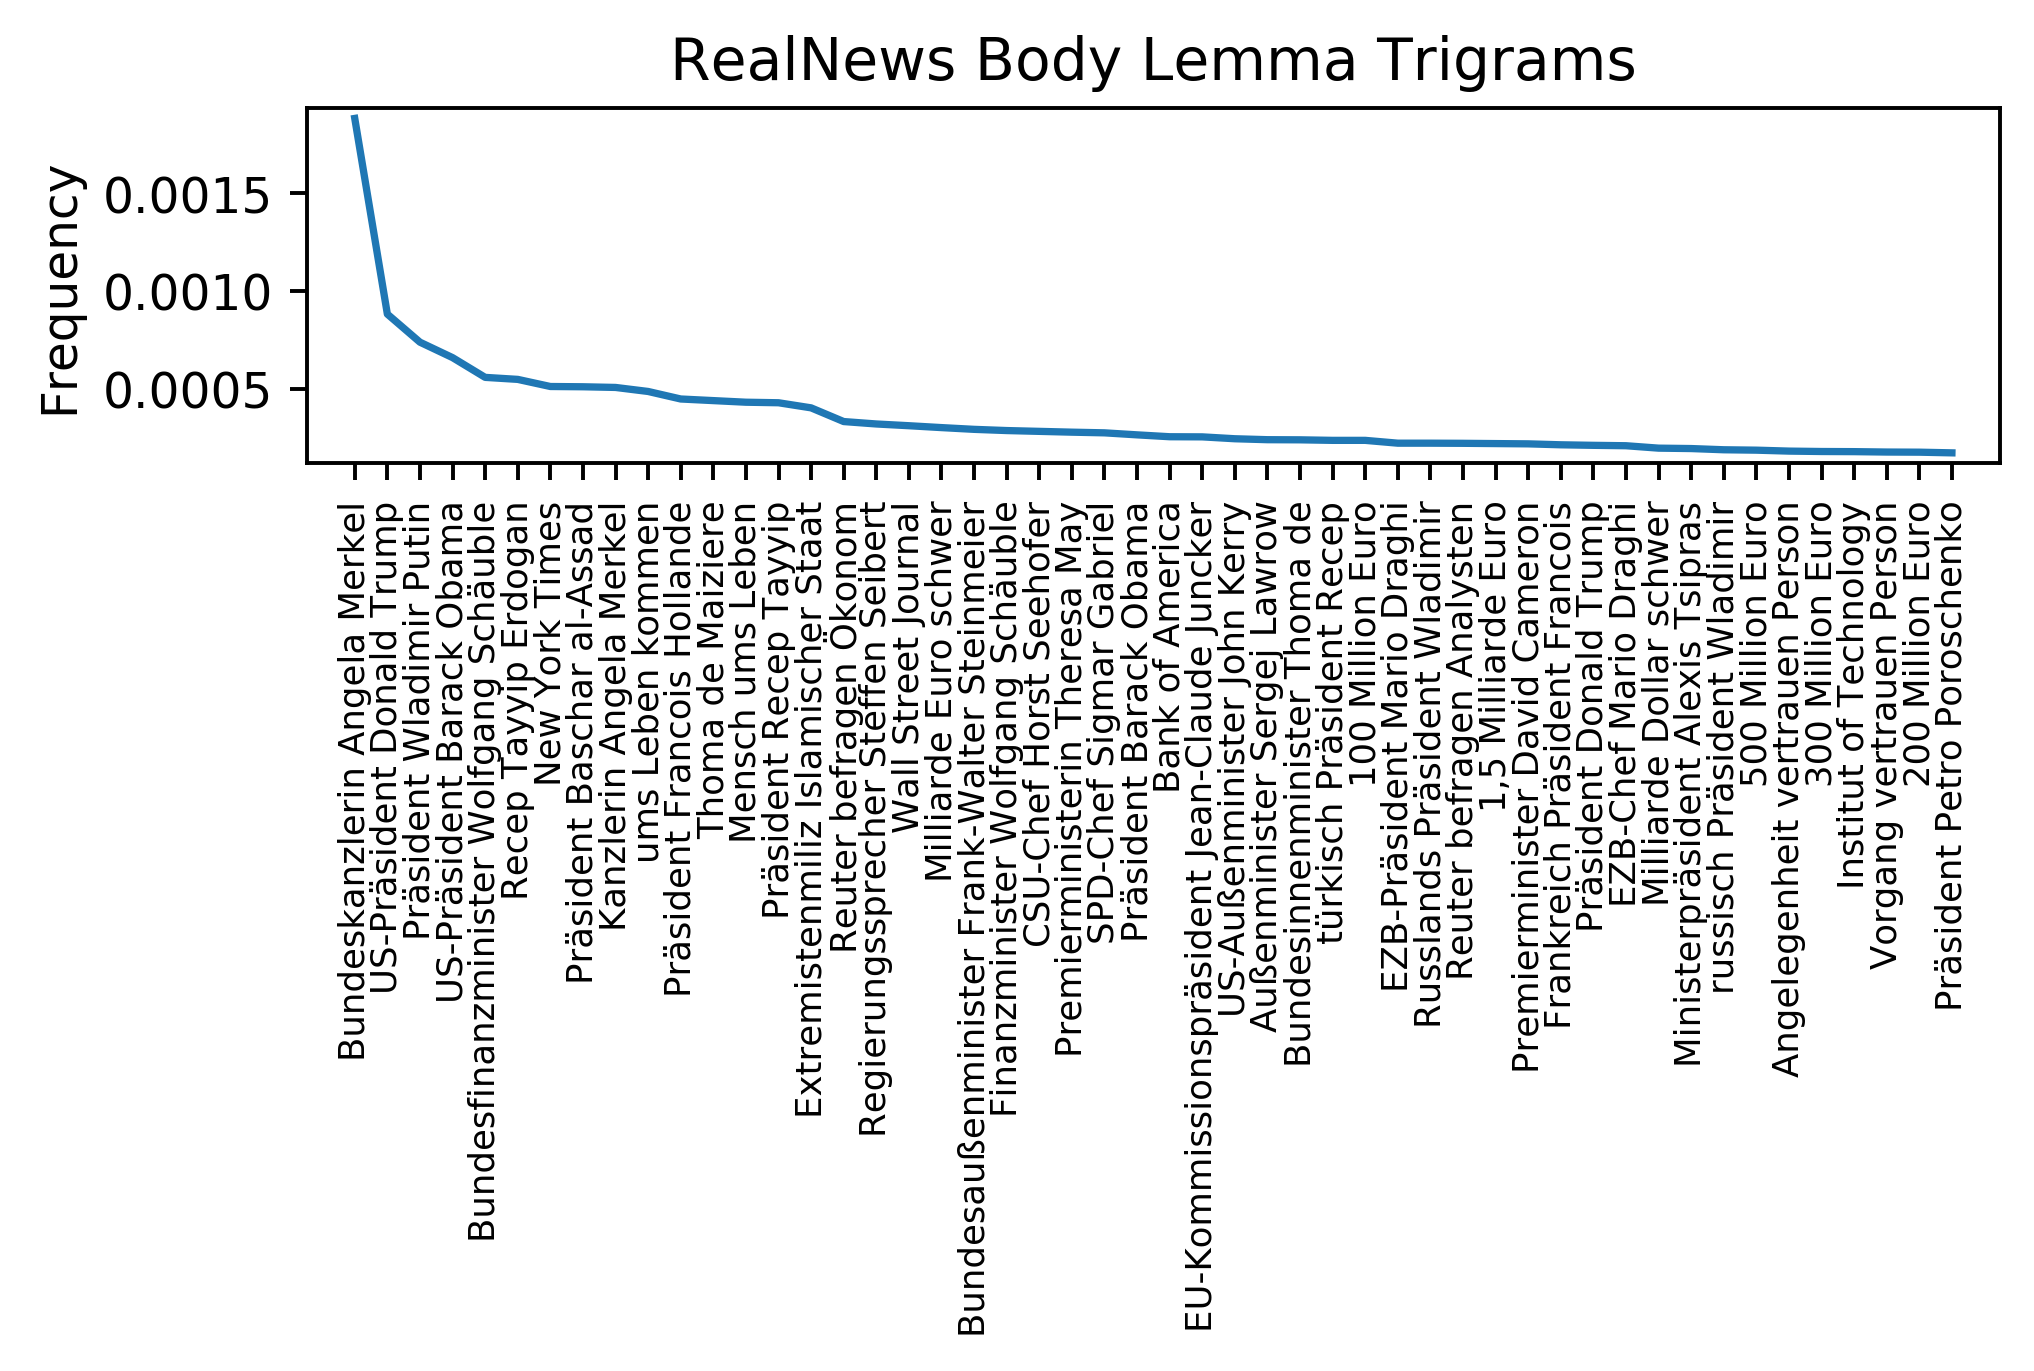 RealNews Body Lemma Trigrams
Frequency
0.0015
0.0010
0.0005
Bundeskanzlerin Angela Merkel
US-Präsident Donald Trump
Präsident Wladimir Putin
US-Präsident Barack Obama
Bundesfinanzminister Wolfgang Schäuble
Recep Tayyip Erdogan
New York Times
Präsident Baschar al-Assad
Kanzlerin Angela Merkel
ums Leben kommen
Präsident Francois Hollande
Thoma de Maiziere
Mensch ums Leben
Präsident Recep Tayyip
Extremistenmiliz Islamischer Staat
Reuter befragen Ökonom
Regierungssprecher Steffen Seibert
Wall Street Journal
Milliarde Euro schwer
Bundesaußenminister Frank-Walter Steinmeier
Finanzminister Wolfgang Schäuble
CSU-Chef Horst Seehofer
Premierministerin Theresa May
SPD-Chef Sigmar Gabriel
Präsident Barack Obama
Bank of America
EU-Kommissionspräsident Jean-Claude Juncker
US-Außenminister John Kerry
Außenminister Sergej Lawrow
Bundesinnenminister Thoma de
türkisch Präsident Recep
100 Million Euro
EZB-Präsident Mario Draghi
Russlands Präsident Wladimir
Reuter befragen Analysten
1,5 Milliarde Euro
Premierminister David Cameron
Frankreich Präsident Francois
Präsident Donald Trump
EZB-Chef Mario Draghi
Milliarde Dollar schwer
Ministerpräsident Alexis Tsipras
russisch Präsident Wladimir
500 Million Euro
Angelegenheit vertrauen Person
300 Million Euro
Institut of Technology
Vorgang vertrauen Person
200 Million Euro
Präsident Petro Poroschenko